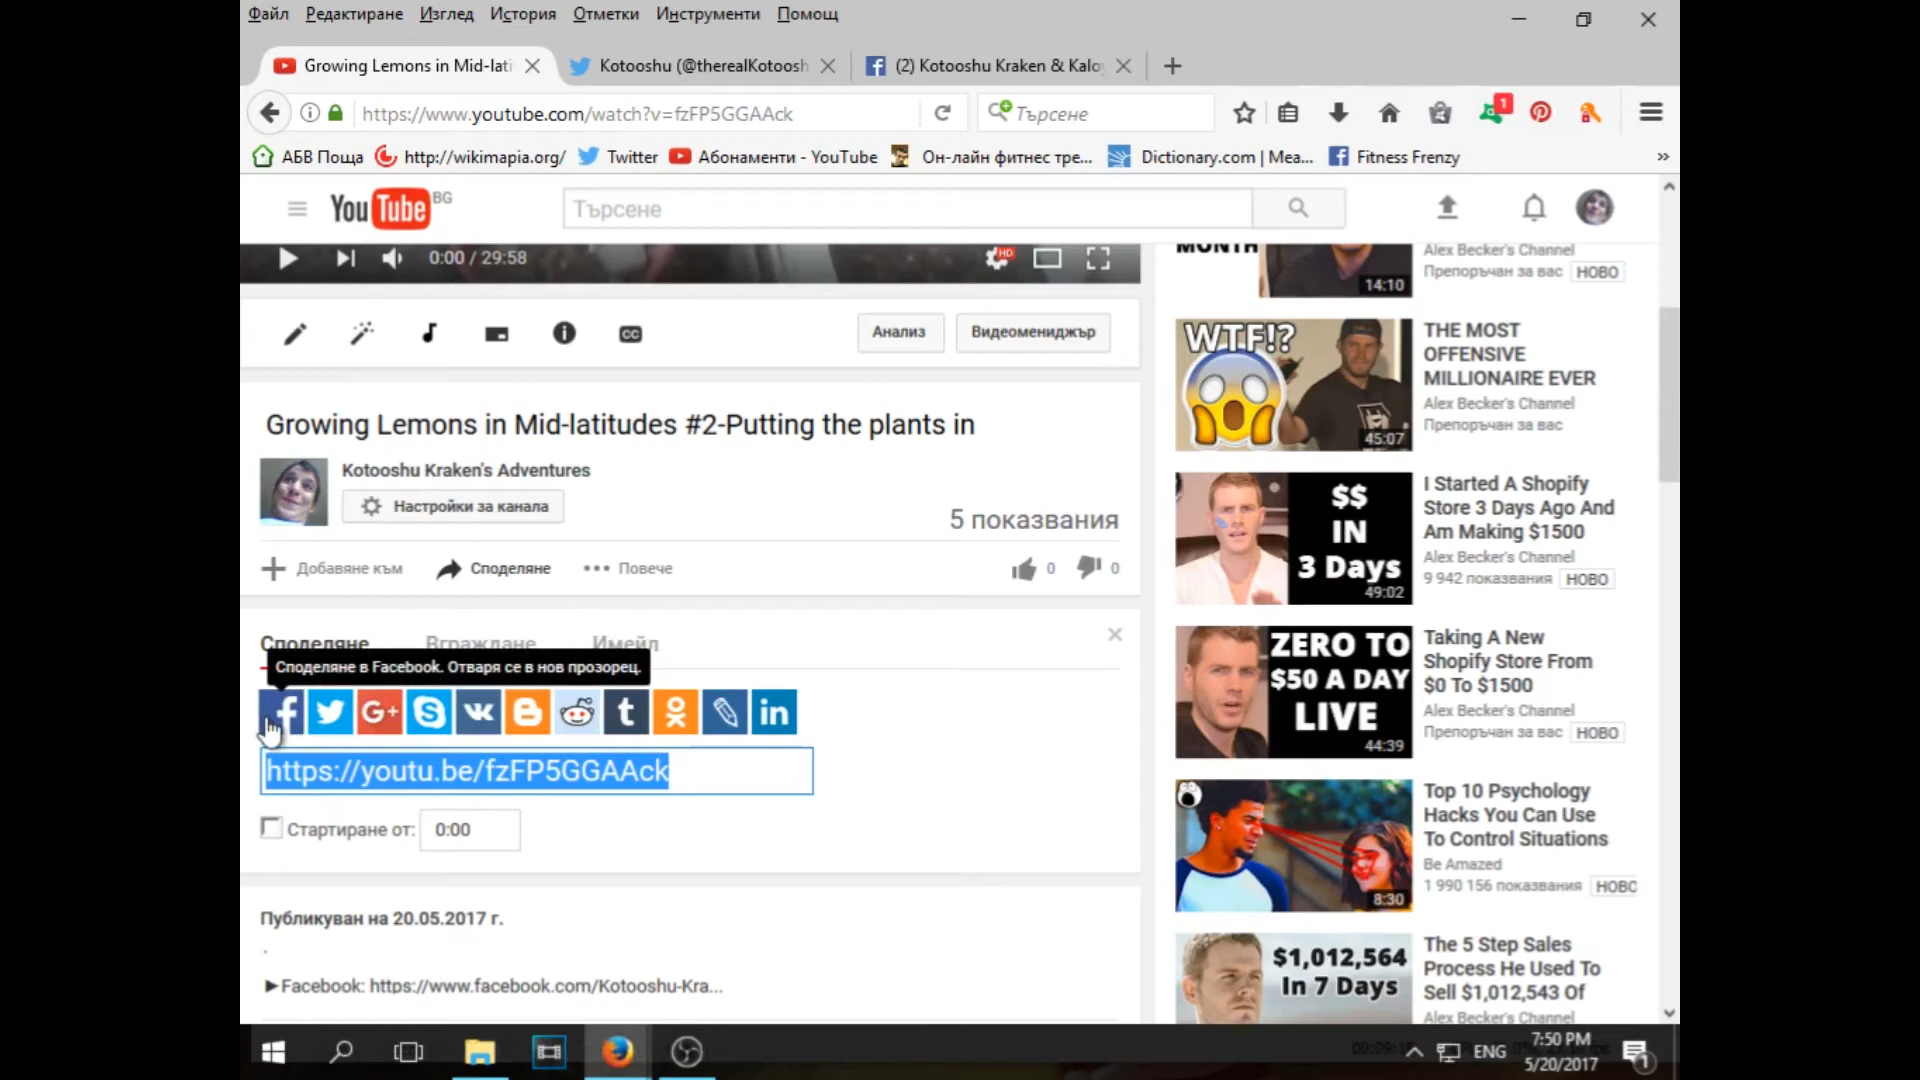 Файл Редактиране Изглед История Отметки Инструменти Помощ
Growing Lemons in Mid-lati
Kotooshu (@therealKotoosh
(2) Kotooshu Kraken & Kalo
https://www.youtube.com/watch?v=fzFP5GGAAck
Търсене
1
АБВ Поща
http://wikimapia.org/
Twitter
Абонаменти - YouTube
Он-лайн фитнес тре...
Dictionary.com | Mea...
Fitness Frenzy
YouTube BG
Търсене
0:00 / 29:58
HD
Анализ
Видеомениджър
Growing Lemons in Mid-latitudes #2-Putting the plants in
Kotooshu Kraken's Adventures
Настройки за канала
5 показвания
Добавяне към
Споделяне
Повече
0
0
Споделяне
Вграждане
Имейл
Споделяне в Facebook. Отваря се в нов прозорец.
https://youtu.be/fzFP5GGAAck
Стартиране от: 0:00
Публикуван на 20.05.2017 г.
.
►Facebook: https://www.facebook.com/Kotooshu-Kra...
MONTH
14:10
Alex Becker's Channel
Препоръчан за вас НОВО
WTF!?
45:07
THE MOST
OFFENSIVE
MILLIONAIRE EVER
Alex Becker's Channel
Препоръчан за вас
$$
IN
3 Days
49:02
I Started A Shopify
Store 3 Days Ago And
Am Making $1500
Alex Becker's Channel
9 942 показвания НОВО
ZERO TO
$50 A DAY
LIVE
44:39
Taking A New
Shopify Store From
$0 To $1500
Alex Becker's Channel
Препоръчан за вас НОВО
8:30
Top 10 Psychology
Hacks You Can Use
To Control Situations
Be Amazed
1 990 156 показвания НОВО
$1,012,564
In 7 Days
The 5 Step Sales
Process He Used To
Sell $1,012,543 Of
Alex Becker's Channel
ENG
7:50 PM
5/20/2017
1